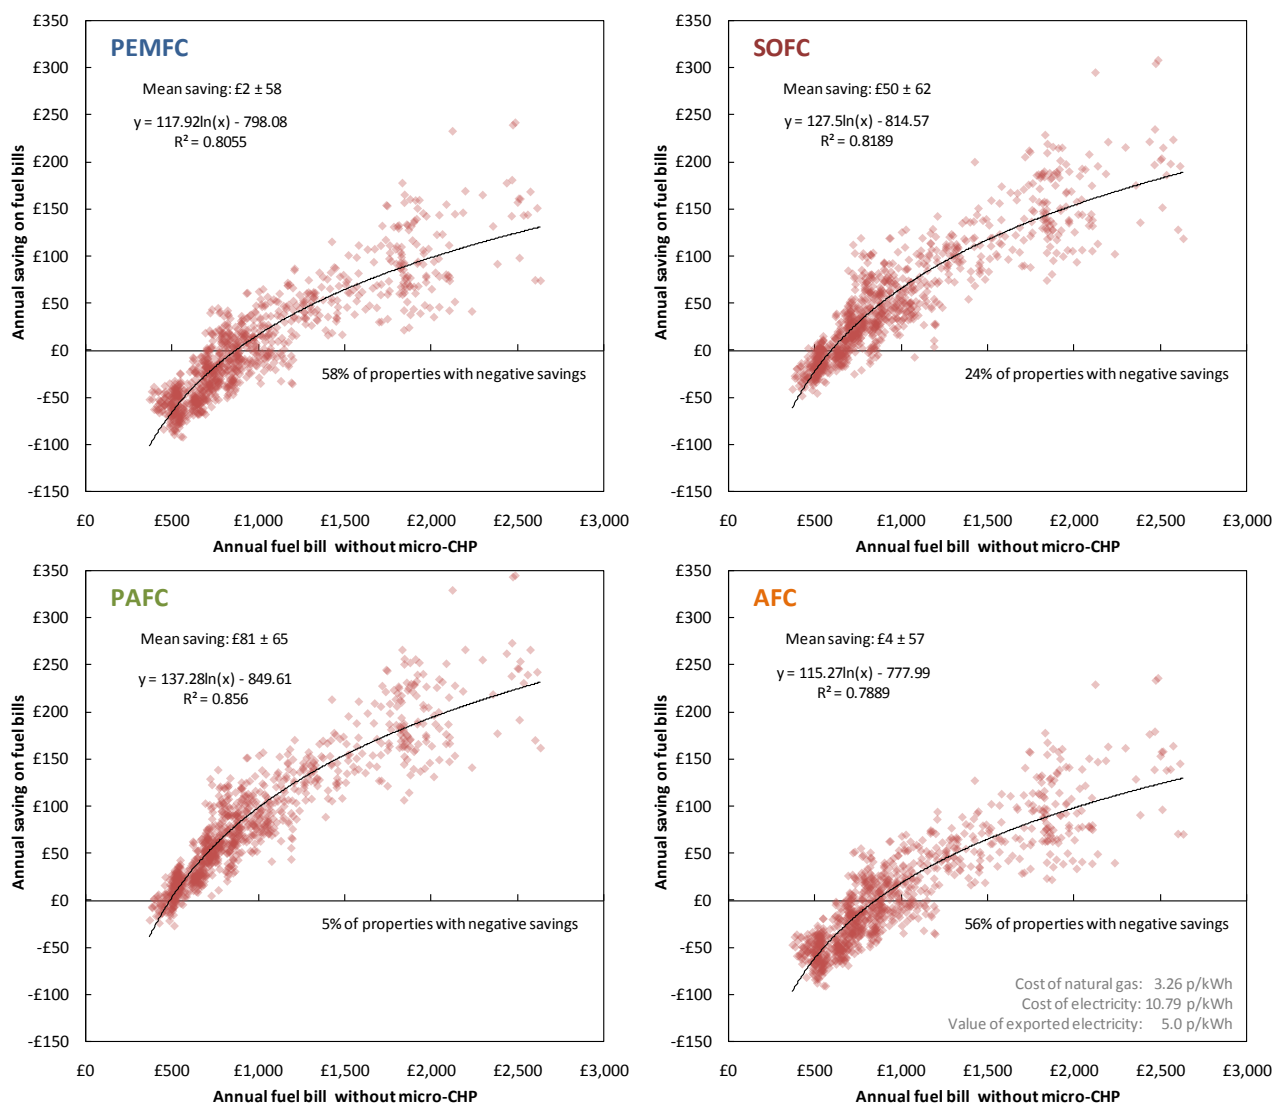 PEMFC
Mean saving: £2 ± 58
y = 117.92ln(x) - 798.08
R² = 0.8055
58% of properties with negative savings
£350
£300
£250
£200
£150
£100
£50
£0
-£50
-£100
-£150
Annual saving on fuel bills
£0 £500 £1,000 £1,500 £2,000 £2,500 £3,000
Annual fuel bill without micro-CHP
SOFC
Mean saving: £50 ± 62
y = 127.5ln(x) - 814.57
R² = 0.8189
24% of properties with negative savings
£350
£300
£250
£200
£150
£100
£50
£0
-£50
-£100
-£150
Annual saving on fuel bills
£0 £500 £1,000 £1,500 £2,000 £2,500 £3,000
Annual fuel bill without micro-CHP
PAFC
Mean saving: £81 ± 65
y = 137.28ln(x) - 849.61
R² = 0.856
5% of properties with negative savings
£350
£300
£250
£200
£150
£100
£50
£0
-£50
-£100
-£150
Annual saving on fuel bills
£0 £500 £1,000 £1,500 £2,000 £2,500 £3,000
Annual fuel bill without micro-CHP
AFC
Mean saving: £4 ± 57
y = 115.27ln(x) - 777.99
R² = 0.7889
56% of properties with negative savings
Cost of natural gas: 3.26 p/kWh
Cost of electricity: 10.79 p/kWh
Value of exported electricity: 5.0 p/kWh
£350
£300
£250
£200
£150
£100
£50
£0
-£50
-£100
-£150
Annual saving on fuel bills
£0 £500 £1,000 £1,500 £2,000 £2,500 £3,000
Annual fuel bill without micro-CHP